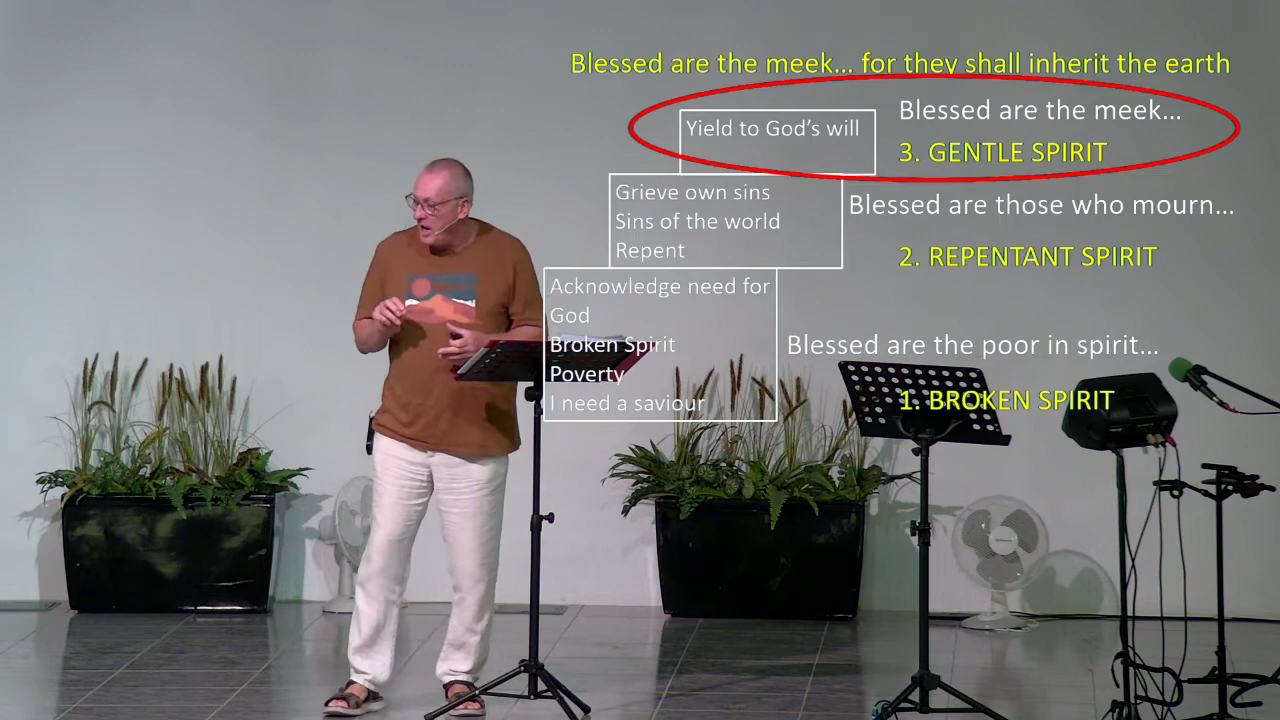 Blessed are the meek... for they shall inherit the earth
Yield to God's will
Blessed are the meek...
3. GENTLE SPIRIT
Grieve own sins
Sins of the world
Repent
Blessed are those who mourn...
2. REPENTANT SPIRIT
Acknowledge need for
God
Broken Spirit
Poverty
I need a saviour
Blessed are the poor in spirit...
1. BROKEN SPIRIT